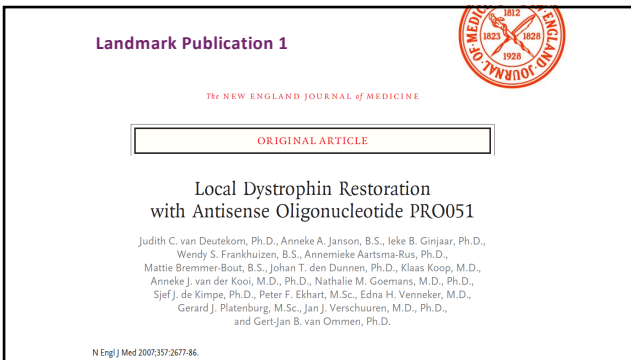 Landmark Publication 1
1812
1823
1828
1928
The NEW ENGLAND JOURNAL of MEDICINE
ORIGINAL ARTICLE
Local Dystrophin Restoration
with Antisense Oligonucleotide PRO051
Judith C. van Deutekom, Ph.D., Anneke A. Janson, B.S., Ieke B. Ginjaar, Ph.D.,
Wendy S. Frankhuizen, B.S., Annemieke Aartsma-Rus, Ph.D.,
Mattie Bremmer-Bout, B.S., Johan T. den Dunnen, Ph.D., Klaas Koop, M.D.,
Anneke J. van der Kooi, M.D., Ph.D., Nathalie M. Goemans, M.D., Ph.D.,
Sjef J. de Kimpe, Ph.D., Peter F. Ekhart, M.Sc., Edna H. Venneker, M.D.,
Gerard J. Platenburg, M.Sc., Jan J. Verschuuren, M.D., Ph.D.,
and Gert-Jan B. van Ommen, Ph.D.
N Engl J Med 2007;357:2677-86.